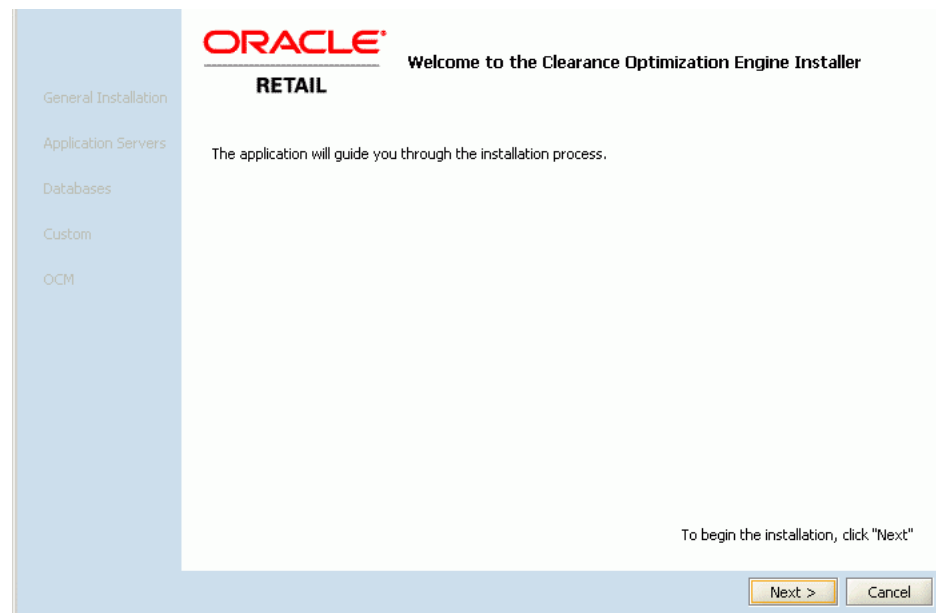 ORACLE
RETAIL
Welcome to the Clearance Optimization Engine Installer
General Installation
Application Servers
Databases
Custom
OCM
The application will guide you through the installation process.
To begin the installation, click "Next"
Next >
Cancel